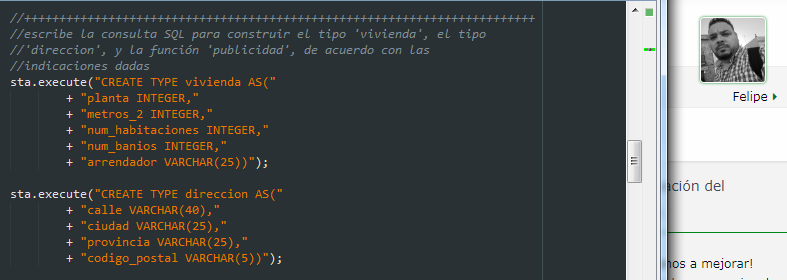 //++++++++++++++++++++++++++++++++++++++++++++++++++++++++++++++++++++++++
//escribe la consulta SQL para construir el tipo 'vivienda', el tipo
//'direccion', y la función 'publicidad', de acuerdo con las
//indicaciones dadas
sta.execute("CREATE TYPE vivienda AS("
+ "planta INTEGER,"
+ "metros_2 INTEGER,"
+ "num_habitaciones INTEGER,"
+ "num_banios INTEGER,"
+ "arrendador VARCHAR(25))");
sta.execute("CREATE TYPE direccion AS("
+ "calle VARCHAR(40),"
+ "ciudad VARCHAR(25),"
+ "provincia VARCHAR(25),"
+ "codigo_postal VARCHAR(5))");
Felipe
ación del
nos a mejorar!